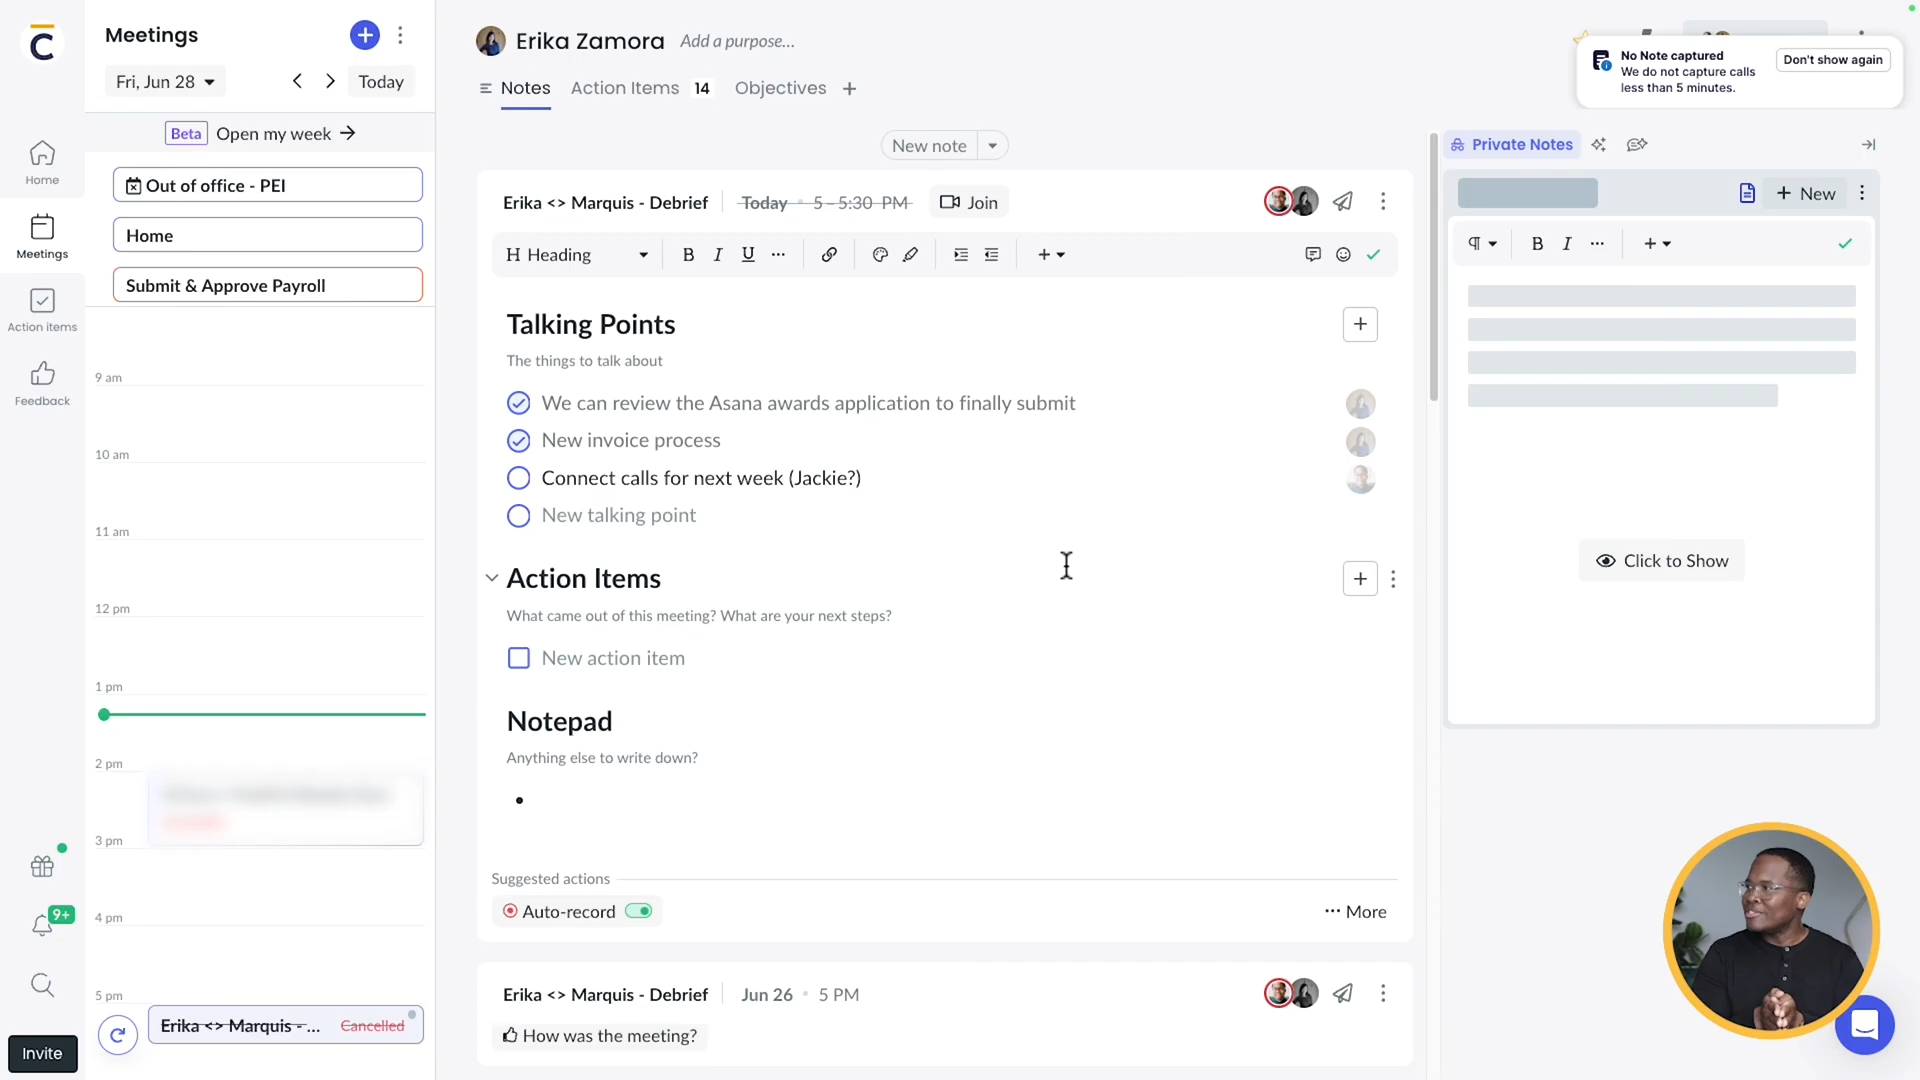 C
Meetings
Fri, Jun 28
Today
Beta
Open my week
Out of office - PEI
Home
Submit & Approve Payroll
9 am
10 am
11 am
12 pm
1 pm
2 pm
3 pm
4 pm
5 pm
Erika <> Marquis - ...
Cancelled
Home
Meetings
Action items
Feedback
9+
Invite
Erika Zamora
Add a purpose...
Notes
Action Items 14
Objectives
New note
Erika <> Marquis - Debrief
Today • 5 – 5:30 PM
Join
H Heading
B I U
Talking Points
The things to talk about
We can review the Asana awards application to finally submit
New invoice process
Connect calls for next week (Jackie?)
New talking point
Action Items
What came out of this meeting? What are your next steps?
New action item
Notepad
Anything else to write down?
Suggested actions
Auto-record
More
Erika <> Marquis - Debrief
Jun 26 • 5 PM
How was the meeting?
No Note captured
We do not capture calls
less than 5 minutes.
Don't show again
Private Notes
New
¶ B I
Click to Show